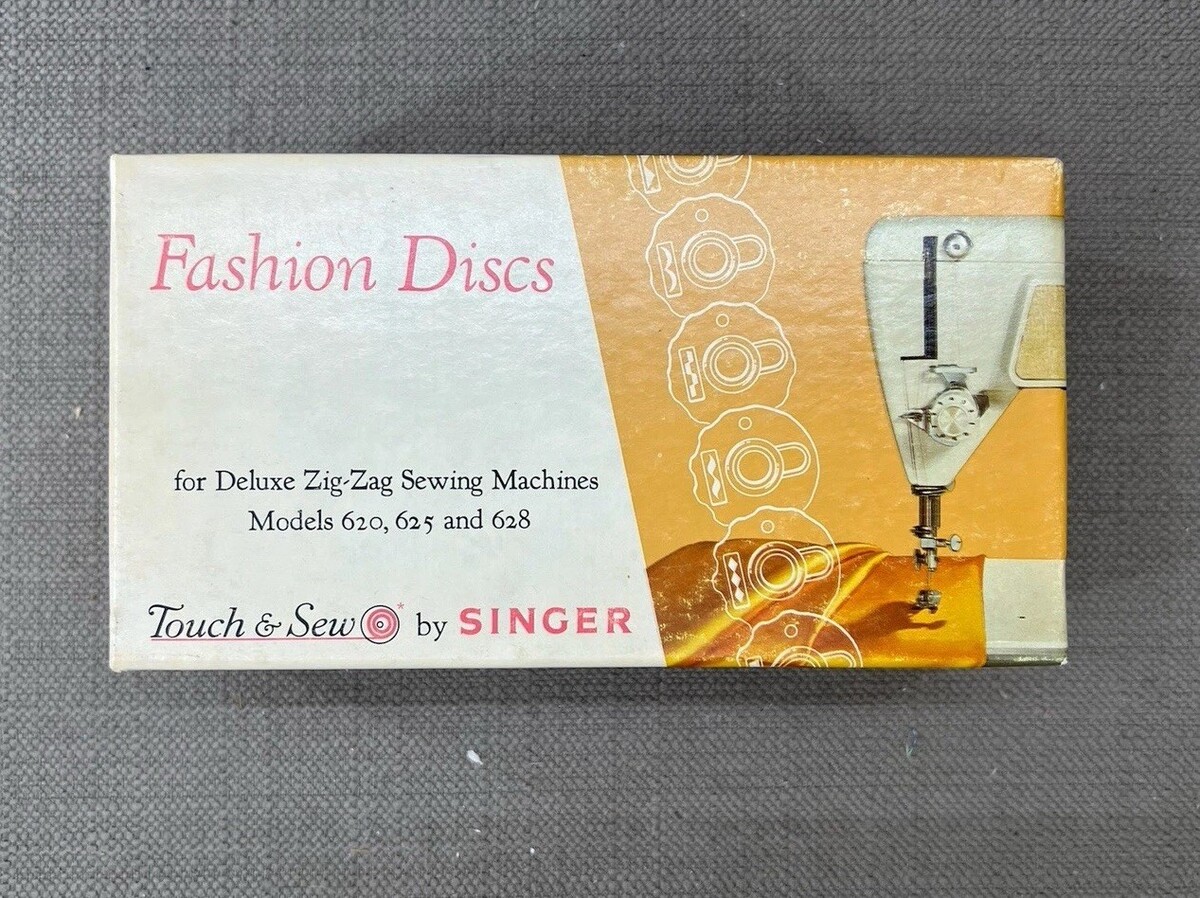 Fashion Discs
for Deluxe Zig-Zag Sewing Machines
Models 620, 625 and 628
Touch & Sew* by SINGER